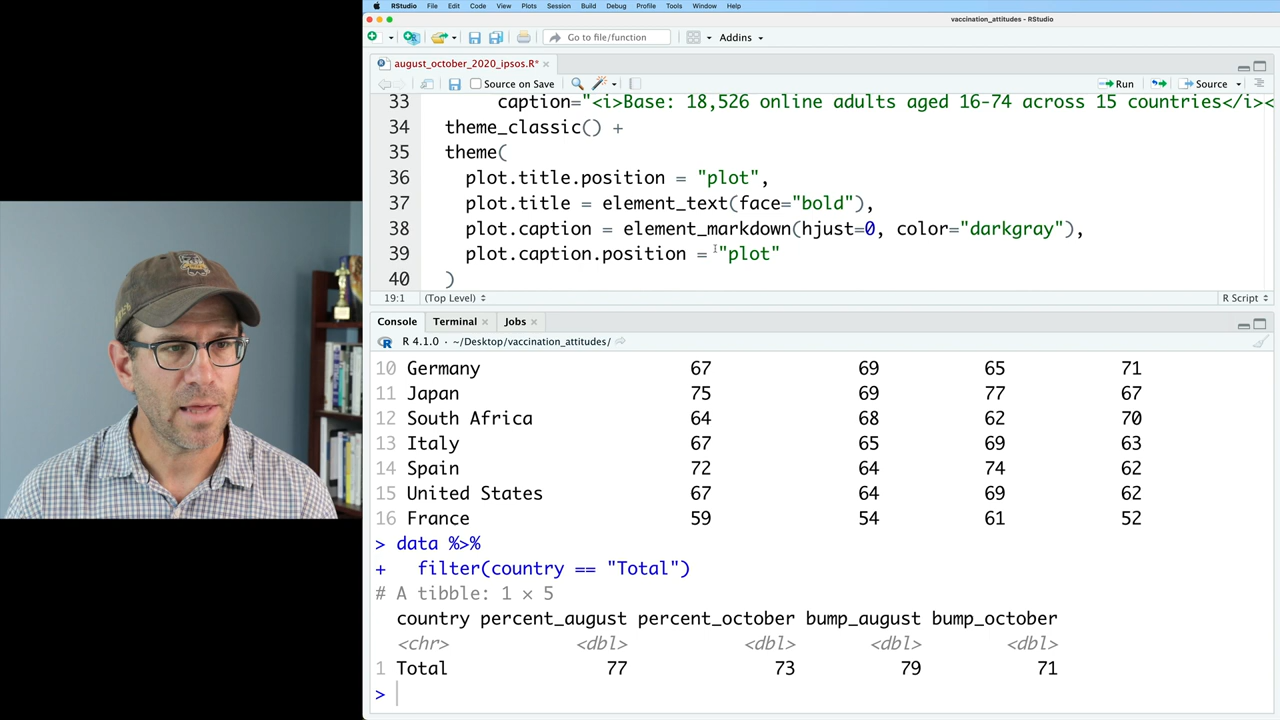 RStudio File Edit Code View Plots Session Build Debug Profile Tools Window Help
vaccination_attitudes - RStudio
Go to file/function Addins
august_october_2020_ipsos.R*
Source on Save Run Source
33 caption="<i>Base: 18,526 online adults aged 16-74 across 15 countries</i><
34 theme_classic() +
35 theme(
36 plot.title.position = "plot",
37 plot.title = element_text(face="bold"),
38 plot.caption = element_markdown(hjust=0, color="darkgray"),
39 plot.caption.position = "plot"
40 )
19:1 (Top Level) R Script
Console Terminal Jobs
R R 4.1.0 · ~/Desktop/vaccination_attitudes/
10 Germany 67 69 65 71
11 Japan 75 69 77 67
12 South Africa 64 68 62 70
13 Italy 67 65 69 63
14 Spain 72 64 74 62
15 United States 67 64 69 62
16 France 59 54 61 52
> data %>%
+ filter(country == "Total")
# A tibble: 1 × 5
country percent_august percent_october bump_august bump_october
<chr> <dbl> <dbl> <dbl> <dbl>
1 Total 77 73 79 71
>